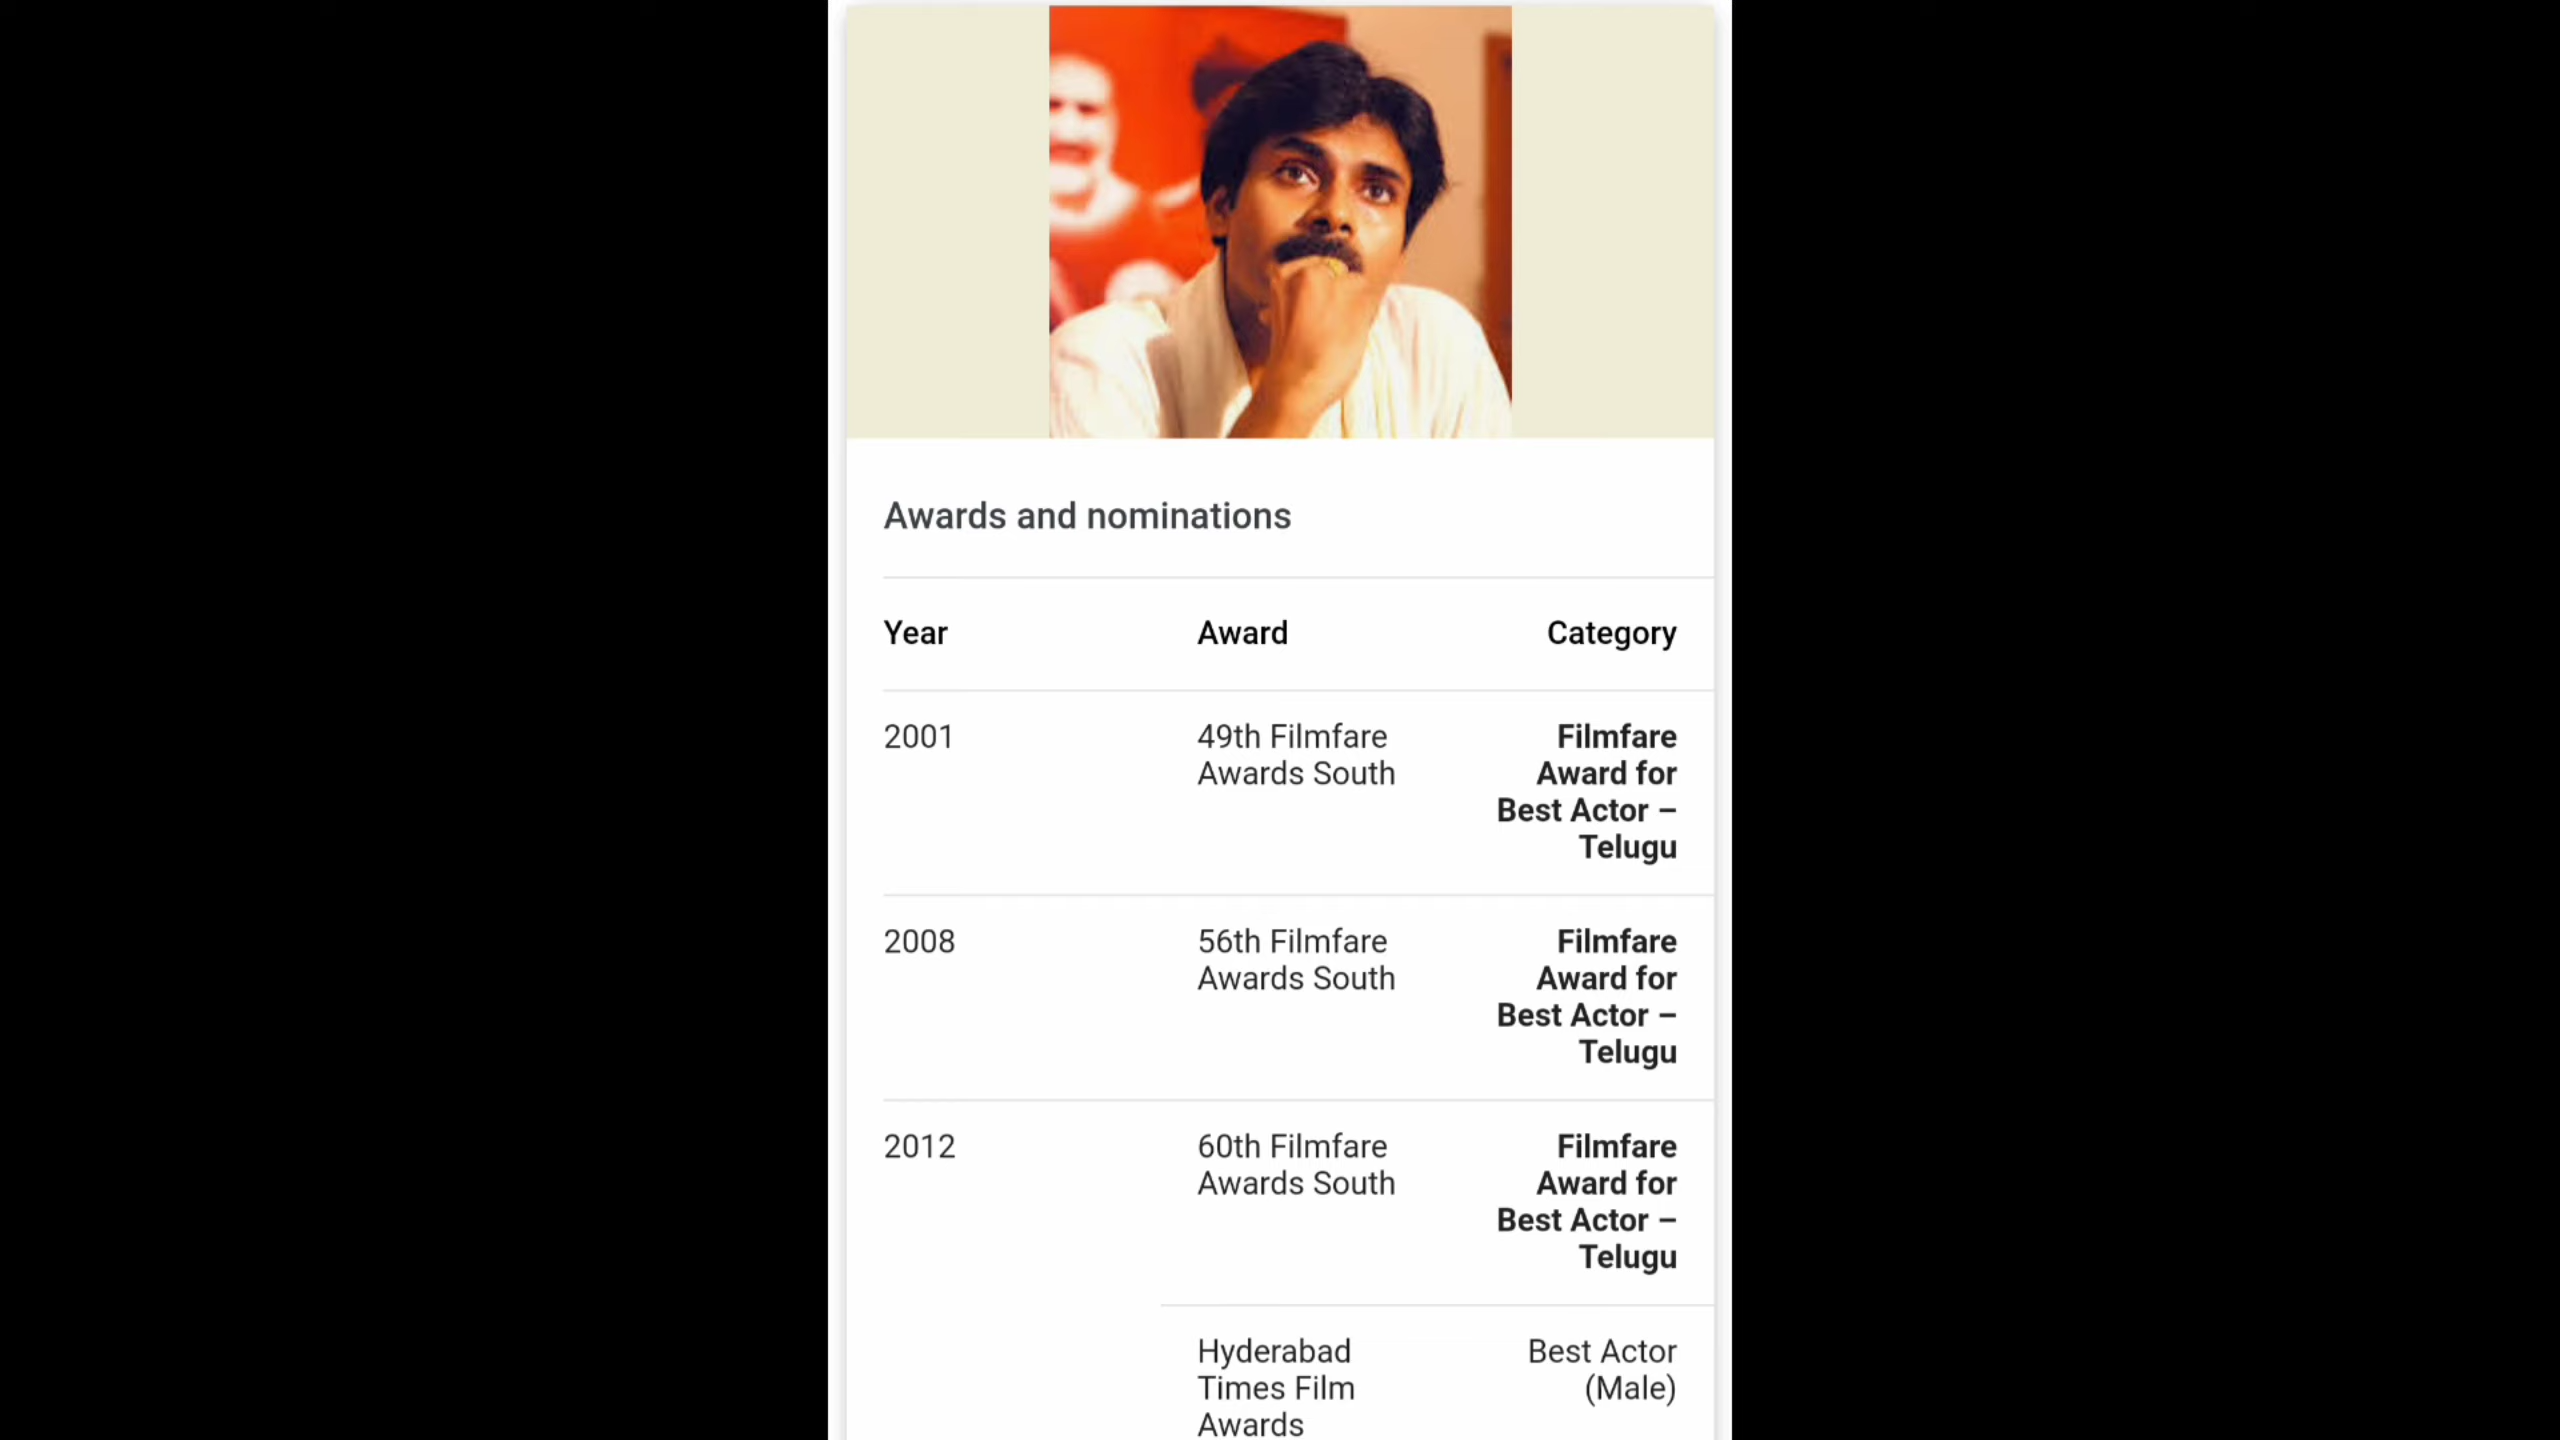 Awards and nominations
Year Award Category
2001 49th Filmfare Filmfare
Awards South Award for
Best Actor –
Telugu
2008 56th Filmfare Filmfare
Awards South Award for
Best Actor –
Telugu
2012 60th Filmfare Filmfare
Awards South Award for
Best Actor –
Telugu
Hyderabad Best Actor
Times Film (Male)
Awards